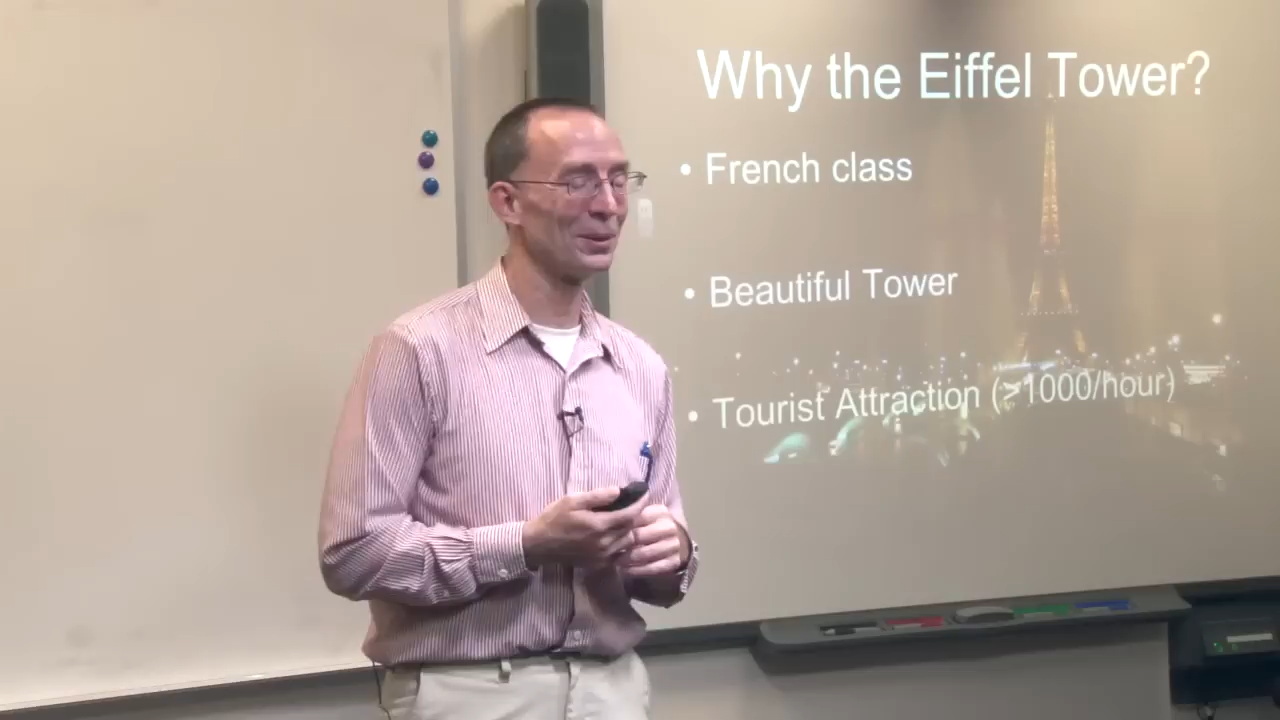 Why the Eiffel Tower?
• French class
• Beautiful Tower
• Tourist Attraction (>1000/hour)